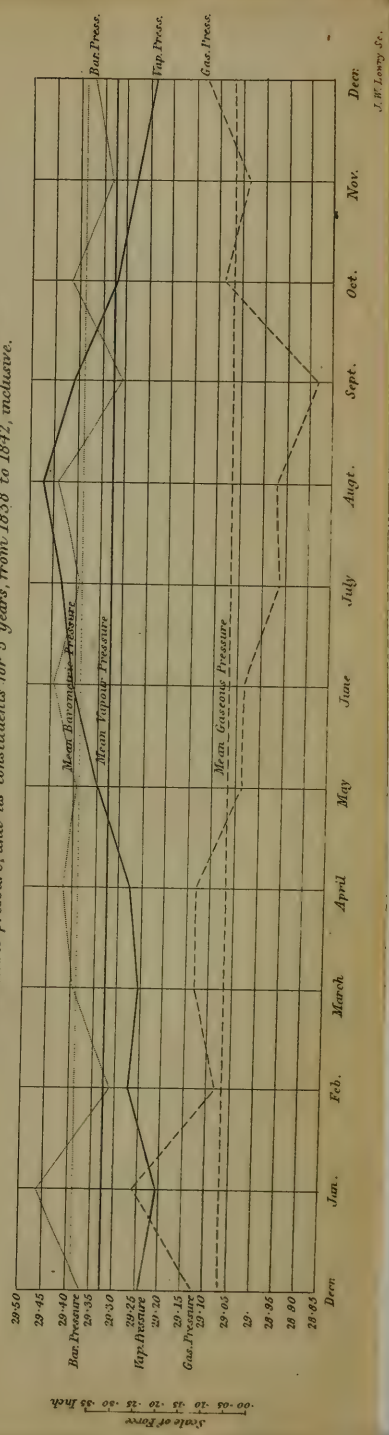 pressure, and its constituents for 5 years, from 1838 to 1842, inclusive.
29·50
29·45
29·40
29·35
29·30
29·25
29·20
29·15
29·10
29·05
29·
28·95
28·90
28·85
Bar. Pressure
Vap. Pressure
Gas. Pressure
Scale of Force
·00 ·05 ·10 ·15 ·20 ·25 ·30 ·35 Inch
Mean Barometric Pressure
Mean Vapour Pressure
Mean Gaseous Pressure
Bar. Press.
Vap. Press.
Gas. Press.
Decr. Jan. Feb. March April May June July Augt. Sept. Oct. Nov. Decr.
J. W. Lowry Sc.